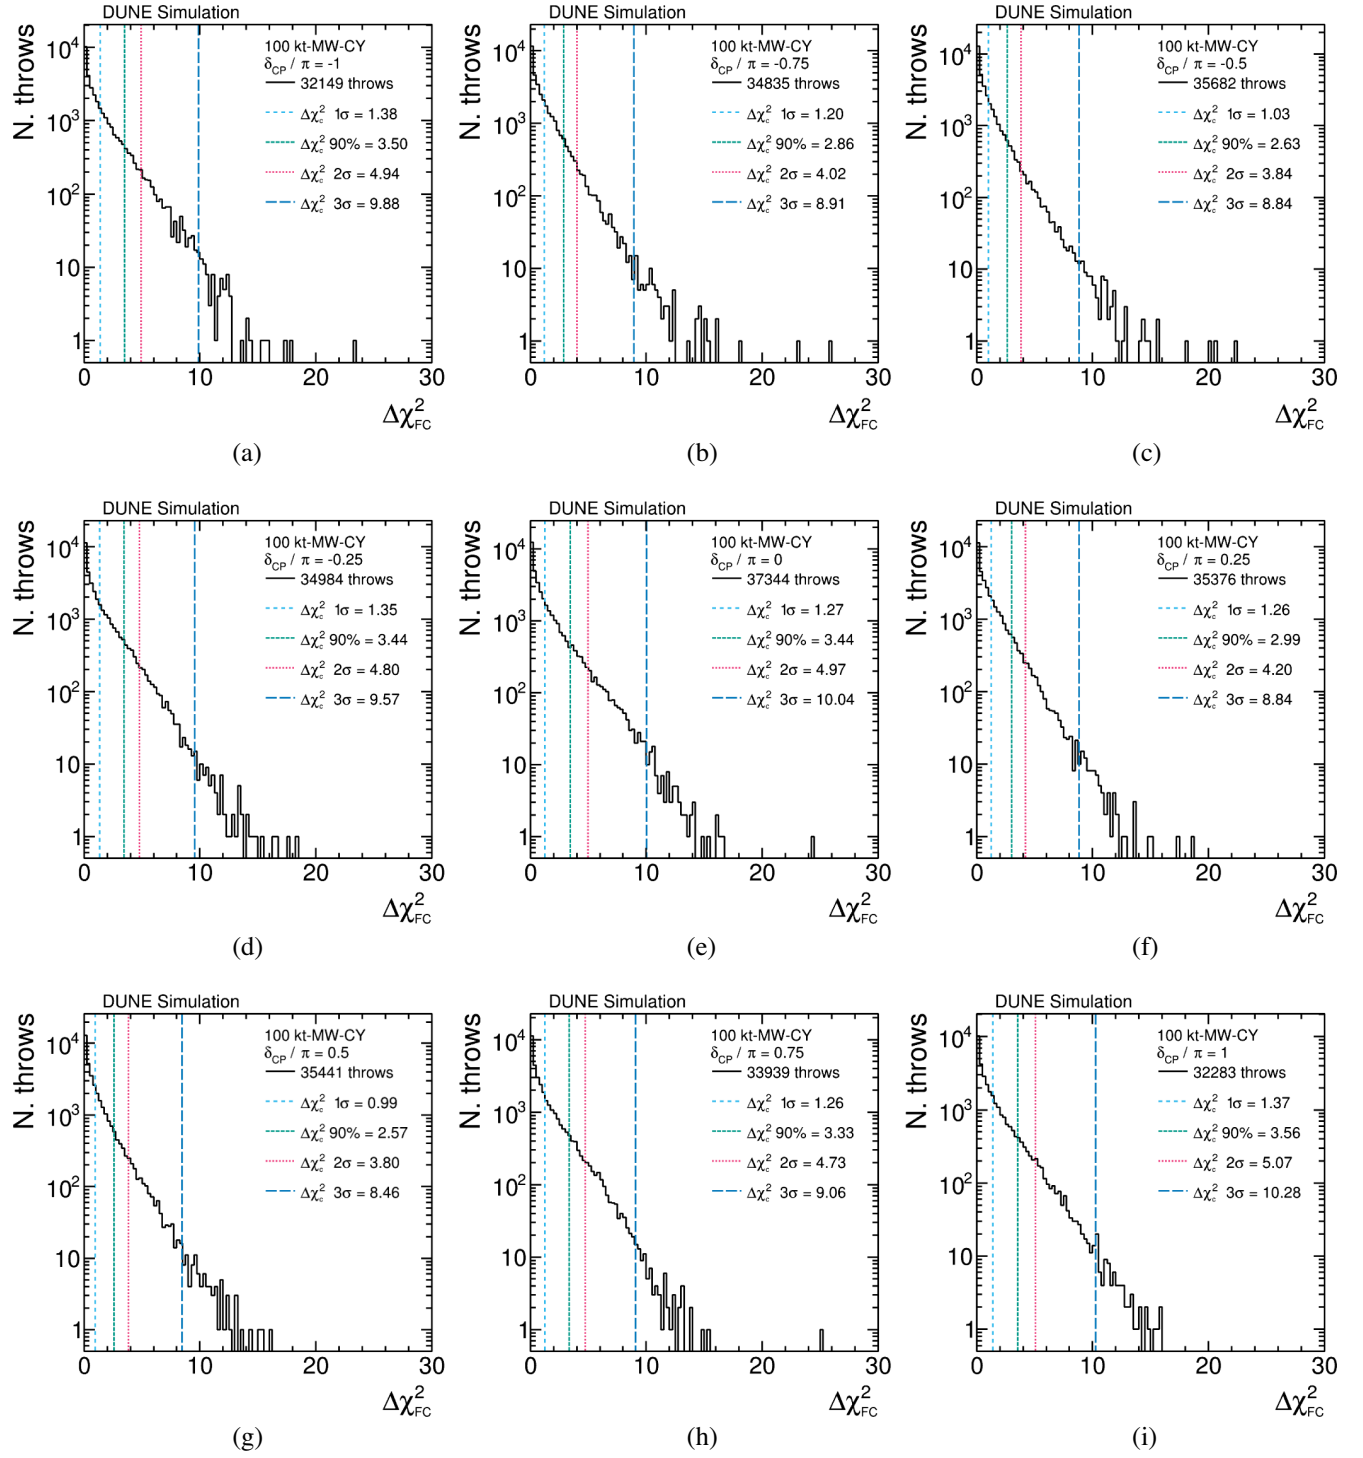 DUNE Simulation
N. throws
10⁴
10³
10²
10
1
0 10 20 30
Δχ²FC
100 kt-MW-CY
δCP / π = -1
32149 throws
Δχ²c 1σ = 1.38
Δχ²c 90% = 3.50
Δχ²c 2σ = 4.94
Δχ²c 3σ = 9.88
(a)
DUNE Simulation
N. throws
10⁴
10³
10²
10
1
0 10 20 30
Δχ²FC
100 kt-MW-CY
δCP / π = -0.75
34835 throws
Δχ²c 1σ = 1.20
Δχ²c 90% = 2.86
Δχ²c 2σ = 4.02
Δχ²c 3σ = 8.91
(b)
DUNE Simulation
N. throws
10⁴
10³
10²
10
1
0 10 20 30
Δχ²FC
100 kt-MW-CY
δCP / π = -0.5
35682 throws
Δχ²c 1σ = 1.03
Δχ²c 90% = 2.63
Δχ²c 2σ = 3.84
Δχ²c 3σ = 8.84
(c)
DUNE Simulation
N. throws
10⁴
10³
10²
10
1
0 10 20 30
Δχ²FC
100 kt-MW-CY
δCP / π = -0.25
34984 throws
Δχ²c 1σ = 1.35
Δχ²c 90% = 3.44
Δχ²c 2σ = 4.80
Δχ²c 3σ = 9.57
(d)
DUNE Simulation
N. throws
10⁴
10³
10²
10
1
0 10 20 30
Δχ²FC
100 kt-MW-CY
δCP / π = 0
37344 throws
Δχ²c 1σ = 1.27
Δχ²c 90% = 3.44
Δχ²c 2σ = 4.97
Δχ²c 3σ = 10.04
(e)
DUNE Simulation
N. throws
10⁴
10³
10²
10
1
0 10 20 30
Δχ²FC
100 kt-MW-CY
δCP / π = 0.25
35376 throws
Δχ²c 1σ = 1.26
Δχ²c 90% = 2.99
Δχ²c 2σ = 4.20
Δχ²c 3σ = 8.84
(f)
DUNE Simulation
N. throws
10⁴
10³
10²
10
1
0 10 20 30
Δχ²FC
100 kt-MW-CY
δCP / π = 0.5
35441 throws
Δχ²c 1σ = 0.99
Δχ²c 90% = 2.57
Δχ²c 2σ = 3.80
Δχ²c 3σ = 8.46
(g)
DUNE Simulation
N. throws
10⁴
10³
10²
10
1
0 10 20 30
Δχ²FC
100 kt-MW-CY
δCP / π = 0.75
33939 throws
Δχ²c 1σ = 1.26
Δχ²c 90% = 3.33
Δχ²c 2σ = 4.73
Δχ²c 3σ = 9.06
(h)
DUNE Simulation
N. throws
10⁴
10³
10²
10
1
0 10 20 30
Δχ²FC
100 kt-MW-CY
δCP / π = 1
32283 throws
Δχ²c 1σ = 1.37
Δχ²c 90% = 3.56
Δχ²c 2σ = 5.07
Δχ²c 3σ = 10.28
(i)